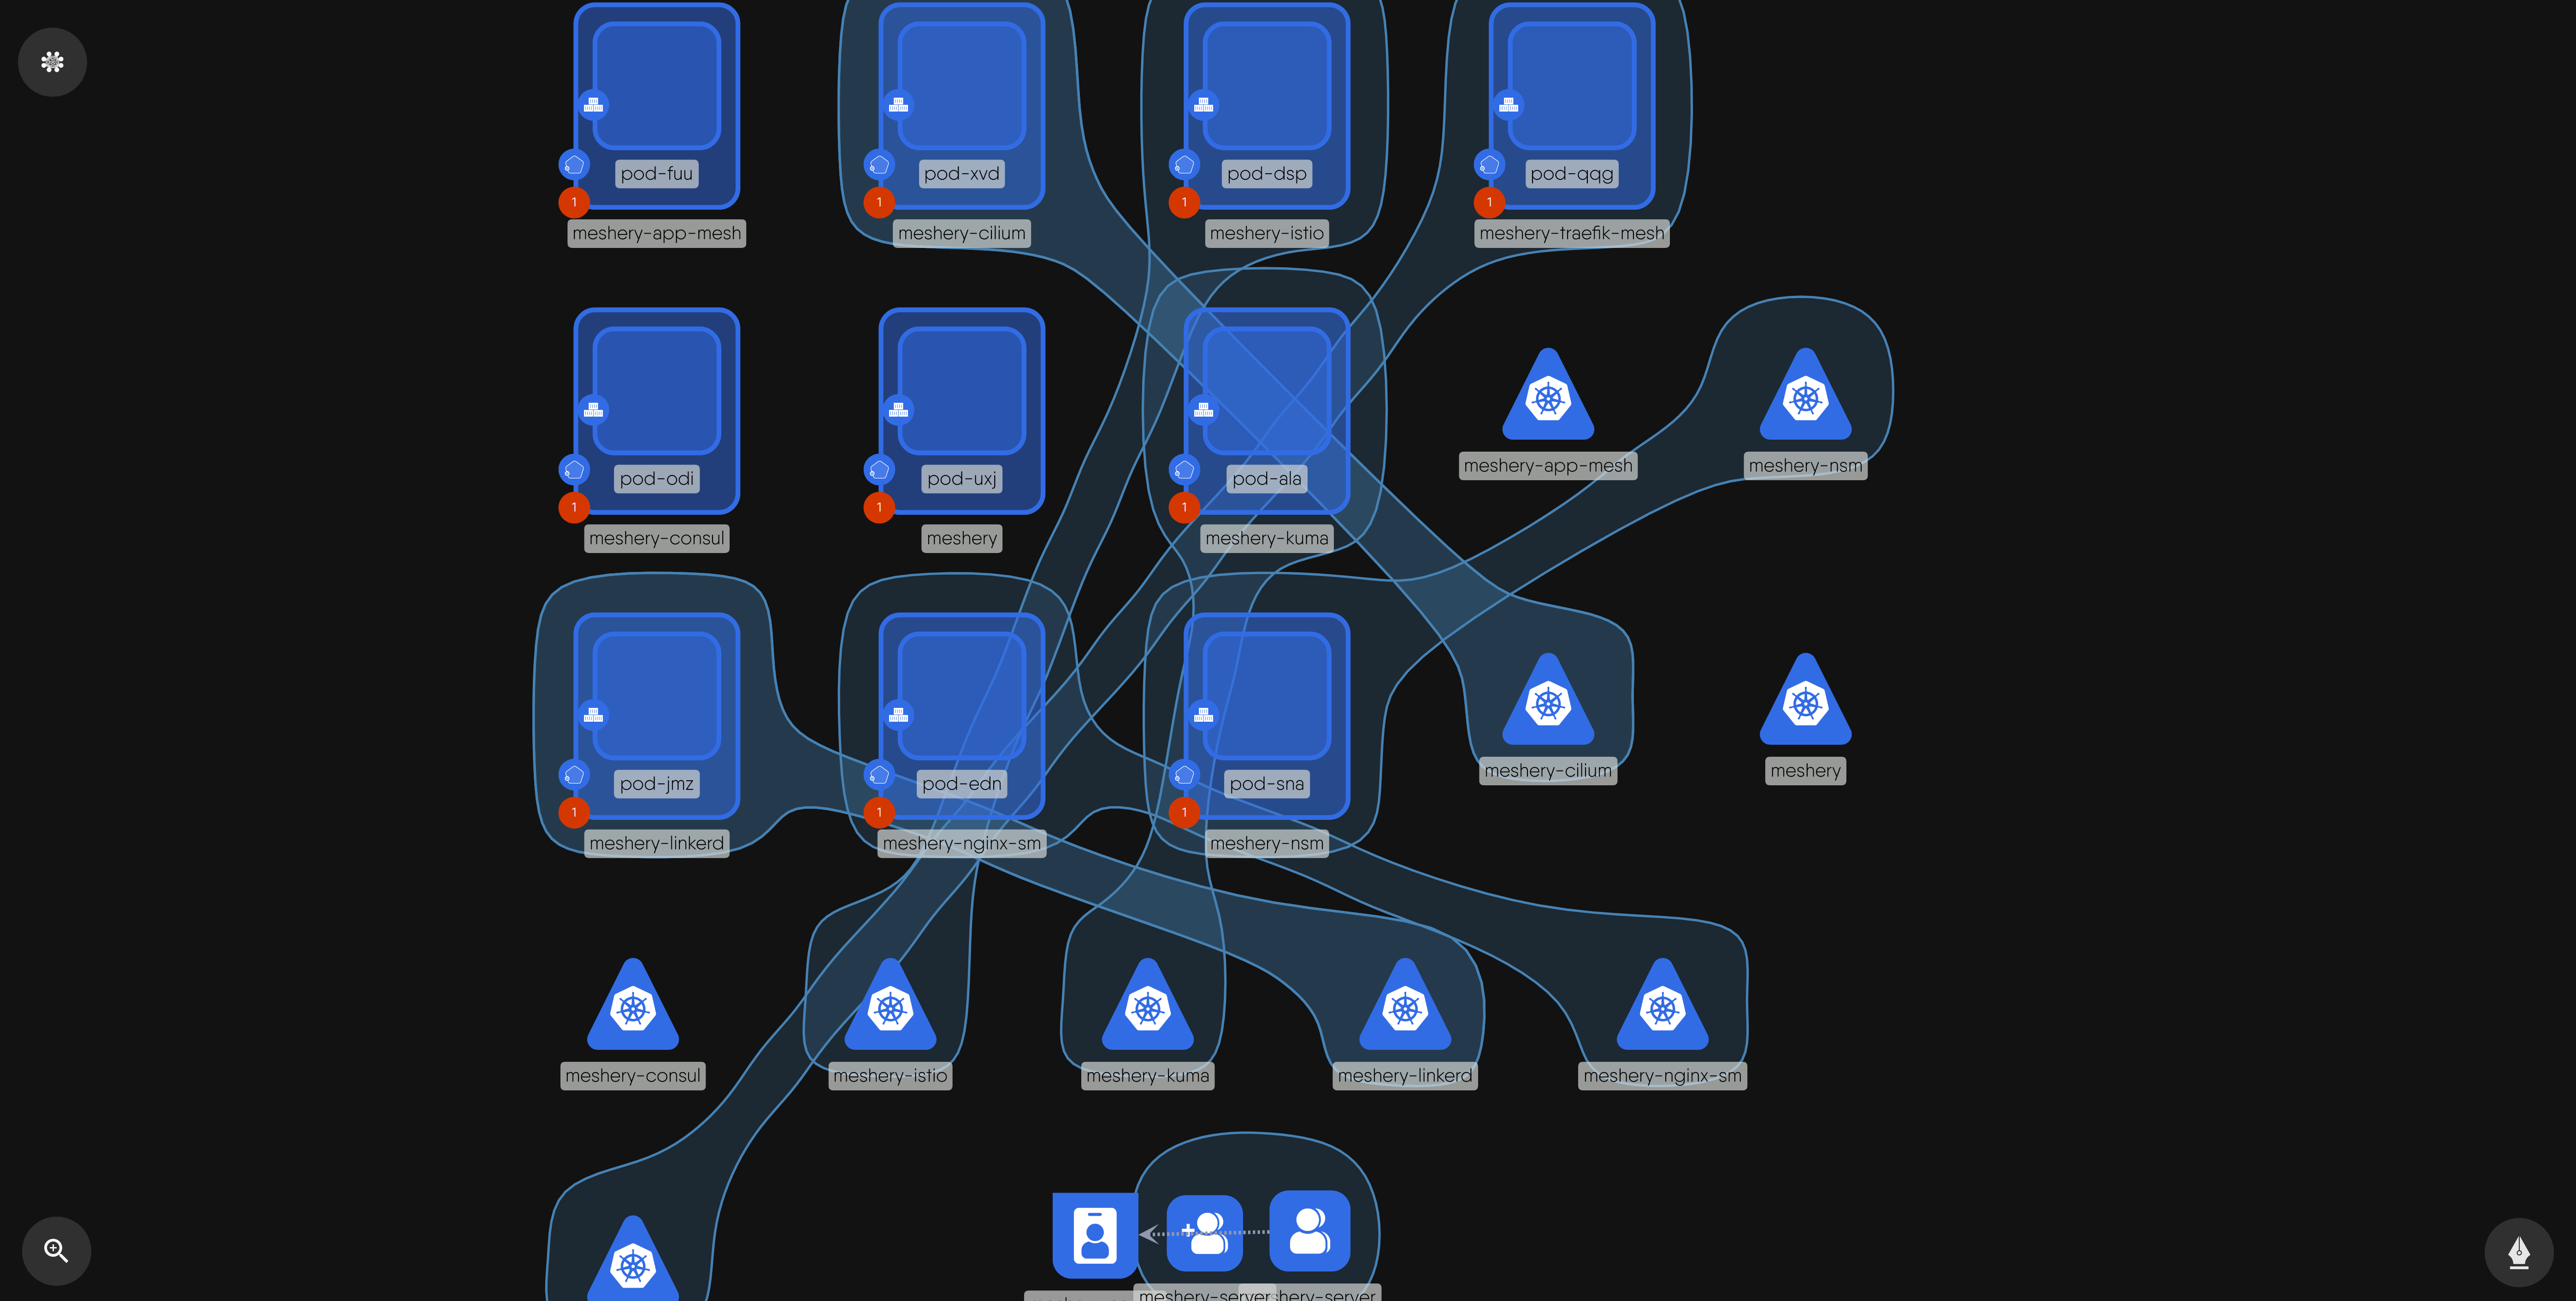 pod-fuu
pod-xvd
pod-dsp
pod-qqg
1
1
1
1
meshery-app-mesh
meshery-cilium
meshery-istio
meshery-traefik-mesh
meshery-app-mesh
meshery-nsm
pod-odi
pod-uxj
pod-ala
1
1
1
meshery-consul
meshery
meshery-kuma
meshery-cilium
meshery
pod-jmz
pod-edn
pod-sna
1
1
1
meshery-linkerd
meshery-nginx-sm
meshery-nsm
meshery-consul
meshery-istio
meshery-kuma
meshery-linkerd
meshery-nginx-sm
meshery-server
hery-server